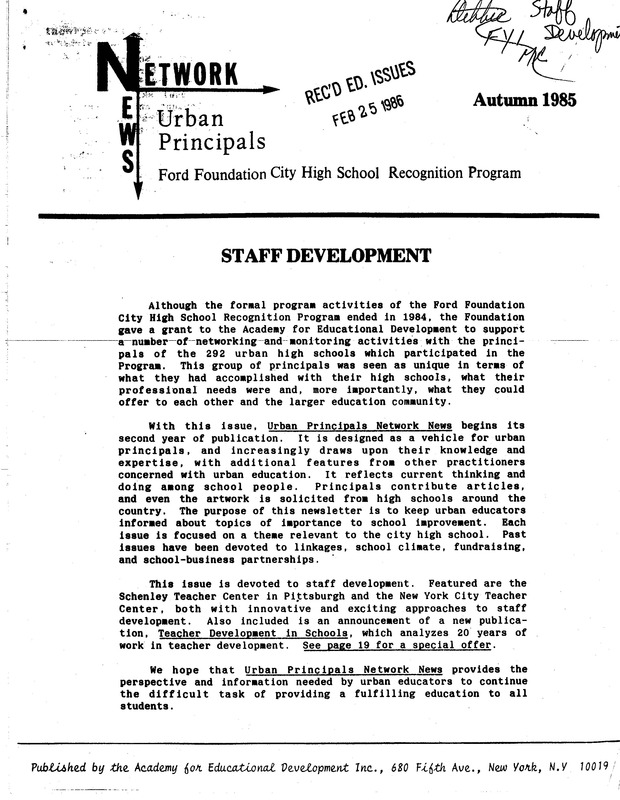 Debbie Staff
FYI Developme
MC
NETWORK
NEWS
REC'D ED. ISSUES
FEB 25 1986
Autumn 1985
Urban
Principals
Ford Foundation City High School Recognition Program
STAFF DEVELOPMENT
Although the formal program activities of the Ford Foundation
City High School Recognition Program ended in 1984, the Foundation
gave a grant to the Academy for Educational Development to support
a number of networking and monitoring activities with the princi-
pals of the 292 urban high schools which participated in the
Program. This group of principals was seen as unique in terms of
what they had accomplished with their high schools, what their
professional needs were and, more importantly, what they could
offer to each other and the larger education community.
With this issue, Urban Principals Network News begins its
second year of publication. It is designed as a vehicle for urban
principals, and increasingly draws upon their knowledge and
expertise, with additional features from other practitioners
concerned with urban education. It reflects current thinking and
doing among school people. Principals contribute articles,
and even the artwork is solicited from high schools around the
country. The purpose of this newsletter is to keep urban educators
informed about topics of importance to school improvement. Each
issue is focused on a theme relevant to the city high school. Past
issues have been devoted to linkages, school climate, fundraising,
and school-business partnerships.
This issue is devoted to staff development. Featured are the
Schenley Teacher Center in Pittsburgh and the New York City Teacher
Center, both with innovative and exciting approaches to staff
development. Also included is an announcement of a new publica-
tion, Teacher Development in Schools, which analyzes 20 years of
work in teacher development. See page 19 for a special offer.
We hope that Urban Principals Network News provides the
perspective and information needed by urban educators to continue
the difficult task of providing a fulfilling education to all
students.
Published by the Academy for Educational Development Inc., 680 Fifth Ave., New York, N.Y 10019